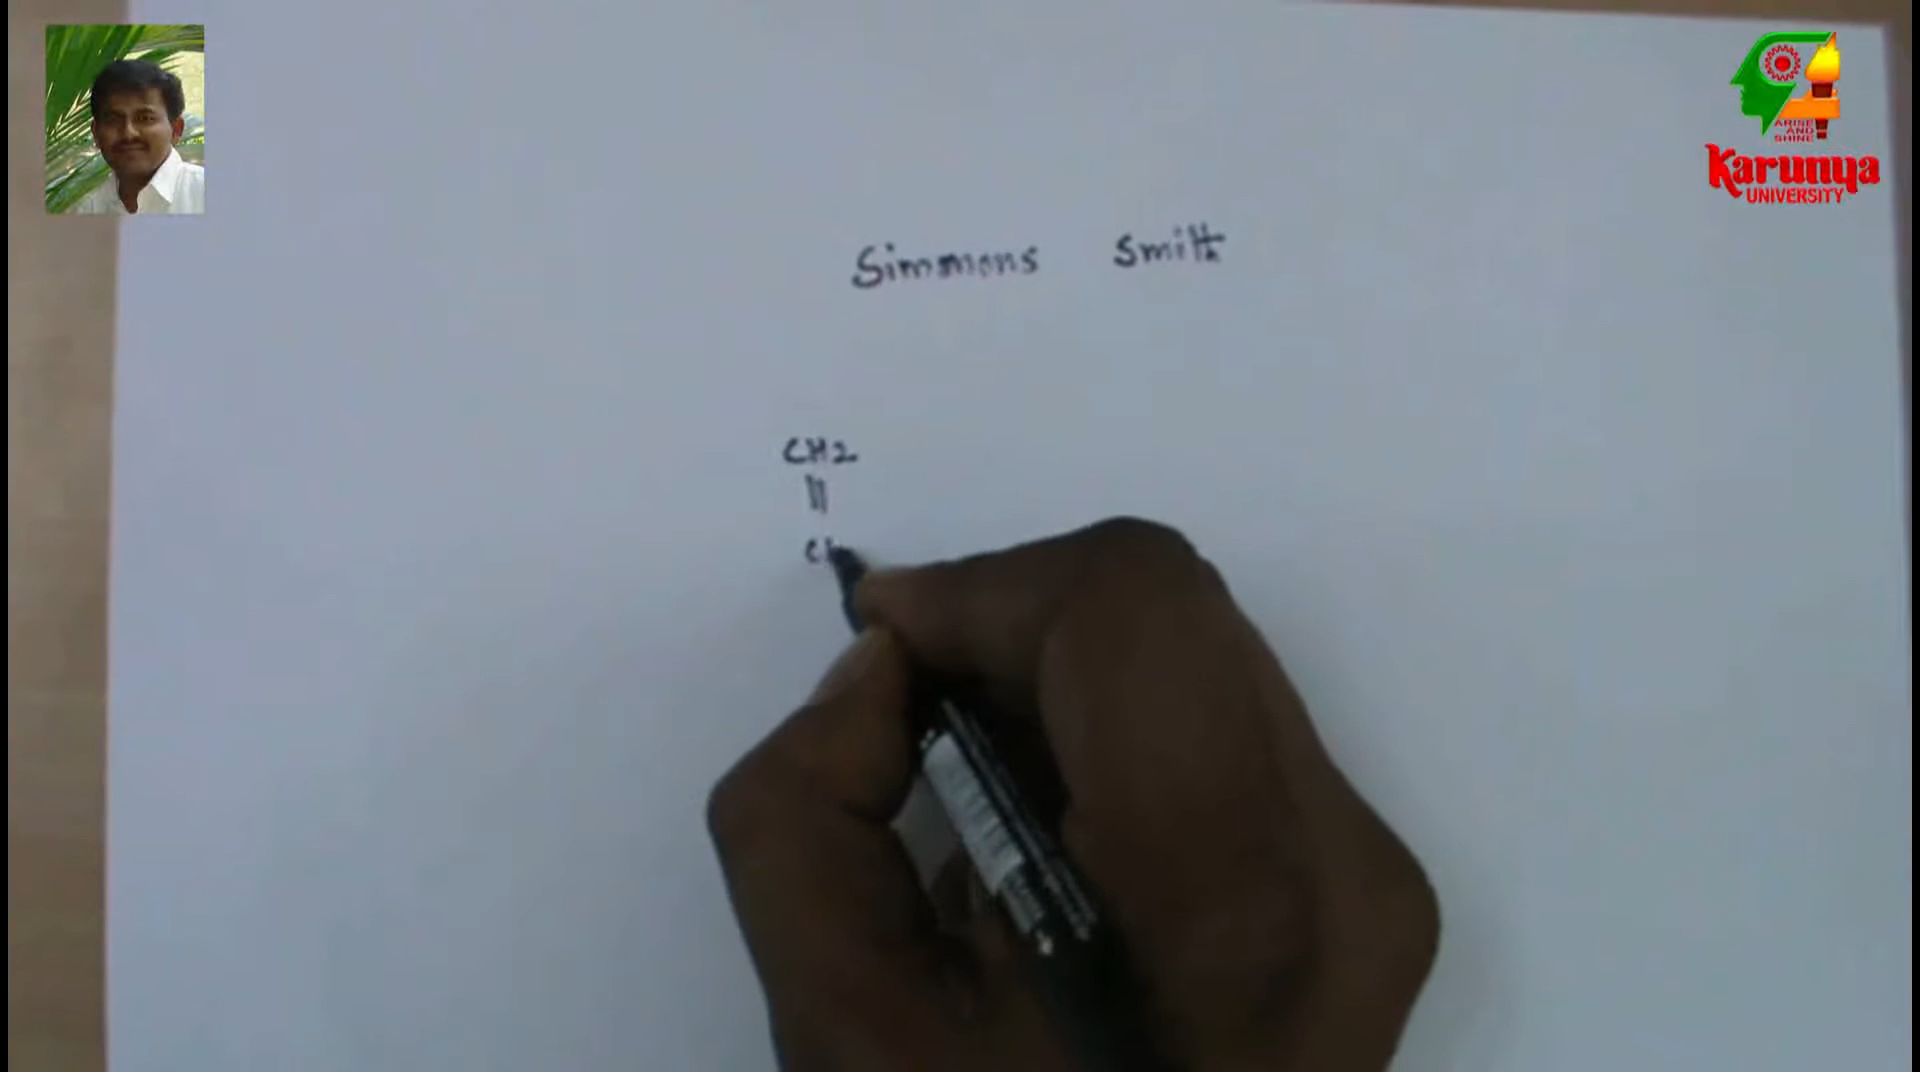 ARISE
AND
SHINE
Karunya
UNIVERSITY
Simmons Smith
CH2
||